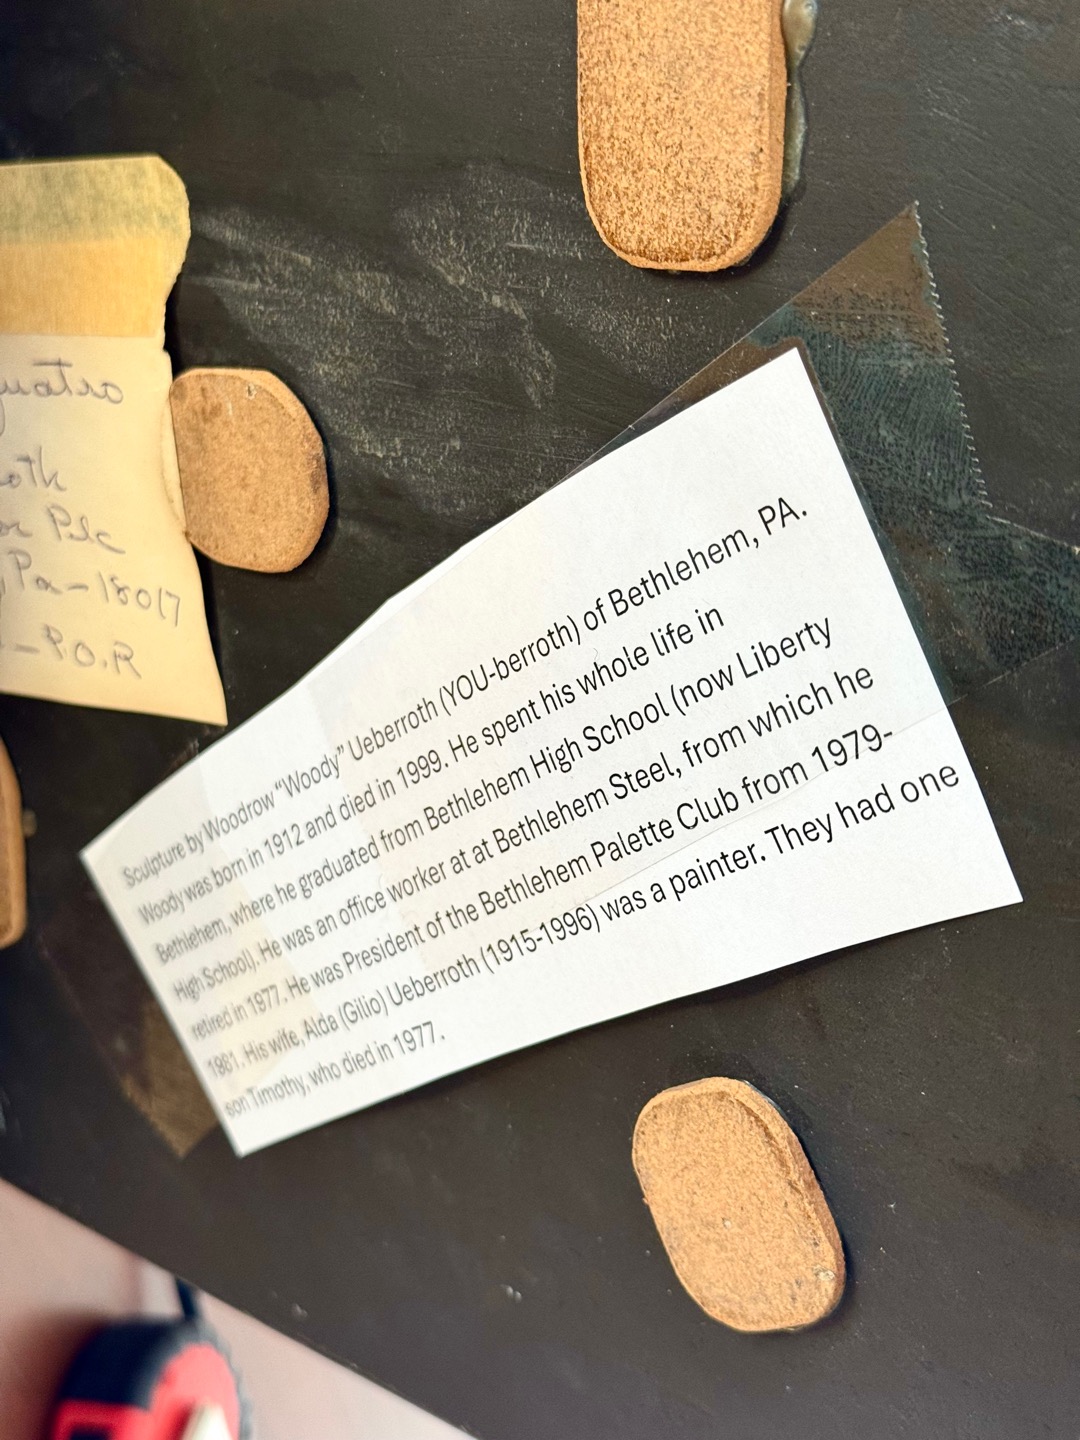 uatro
oth
Plc
Pa-18017
-P.O.R
Sculpture by Woodrow "Woody" Ueberroth (YOU-berroth) of Bethlehem, PA.
Woody was born in 1912 and died in 1999. He spent his whole life in
Bethlehem, where he graduated from Bethlehem High School (now Liberty
High School). He was an office worker at at Bethlehem Steel, from which he
retired in 1977. He was President of the Bethlehem Palette Club from 1979-
1981. His wife, Alda (Gilio) Ueberroth (1915-1996) was a painter. They had one
son Timothy, who died in 1977.